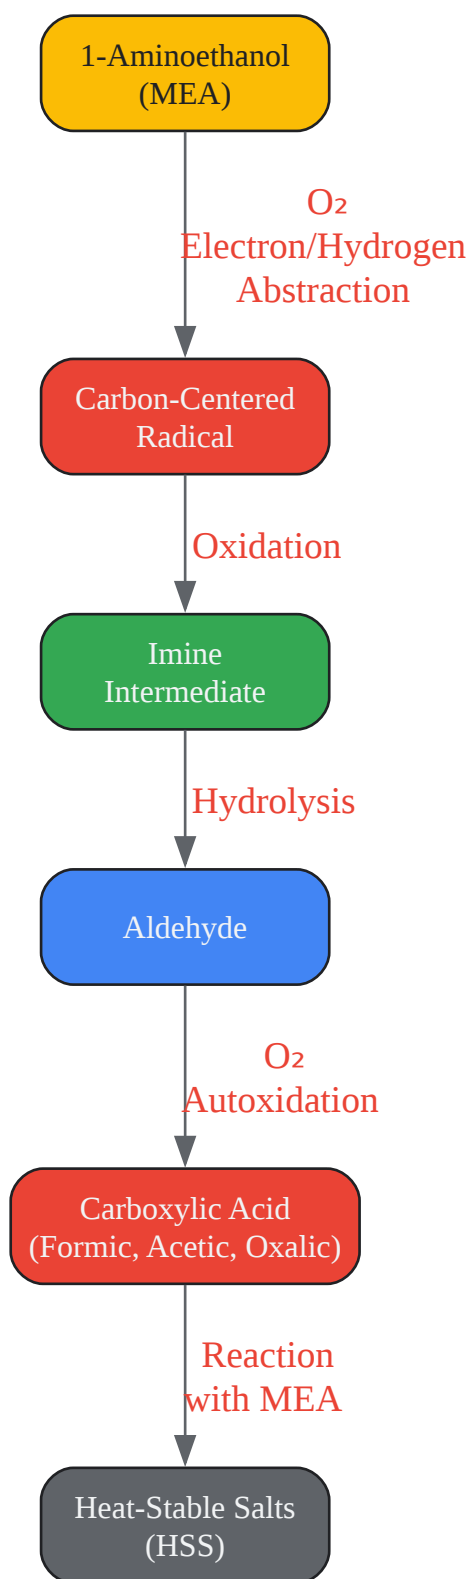 1-Aminoethanol
(MEA)
O₂
Electron/Hydrogen
Abstraction
Carbon-Centered
Radical
Oxidation
Imine
Intermediate
Hydrolysis
Aldehyde
O₂
Autoxidation
Carboxylic Acid
(Formic, Acetic, Oxalic)
Reaction
with MEA
Heat-Stable Salts
(HSS)